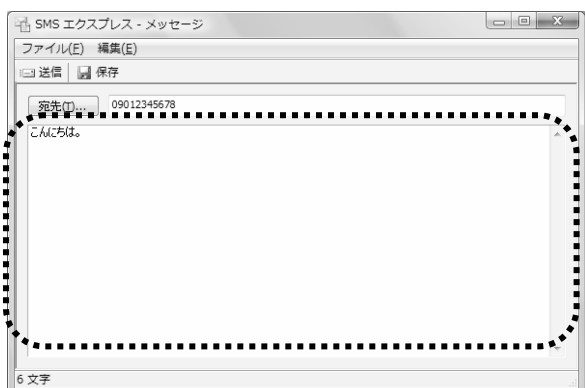 SMS エクスプレス - メッセージ
ファイル(F) 編集(E)
送信 保存
宛先(T)... 09012345678
こんにちは。
6 文字